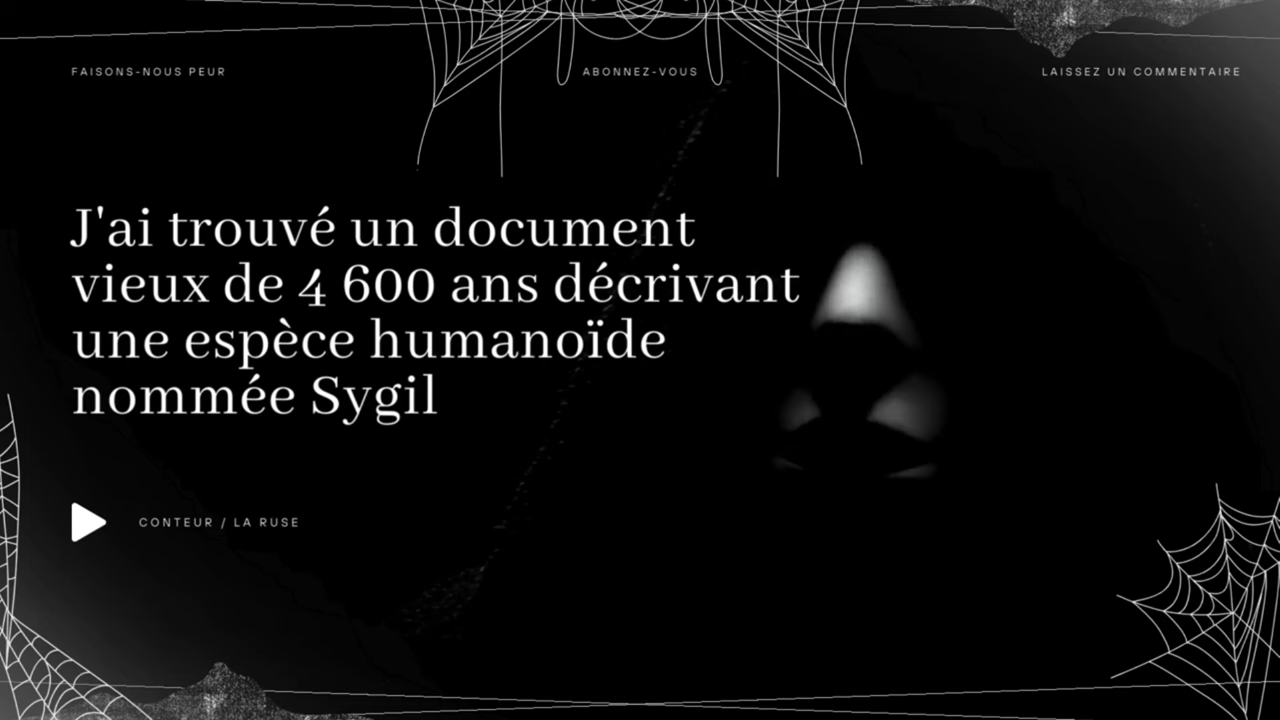 FAISONS-NOUS PEUR
ABONNEZ-VOUS
LAISSEZ UN COMMENTAIRE
J'ai trouvé un document
vieux de 4 600 ans décrivant
une espèce humanoïde
nommée Sygil
CONTEUR / LA RUSE